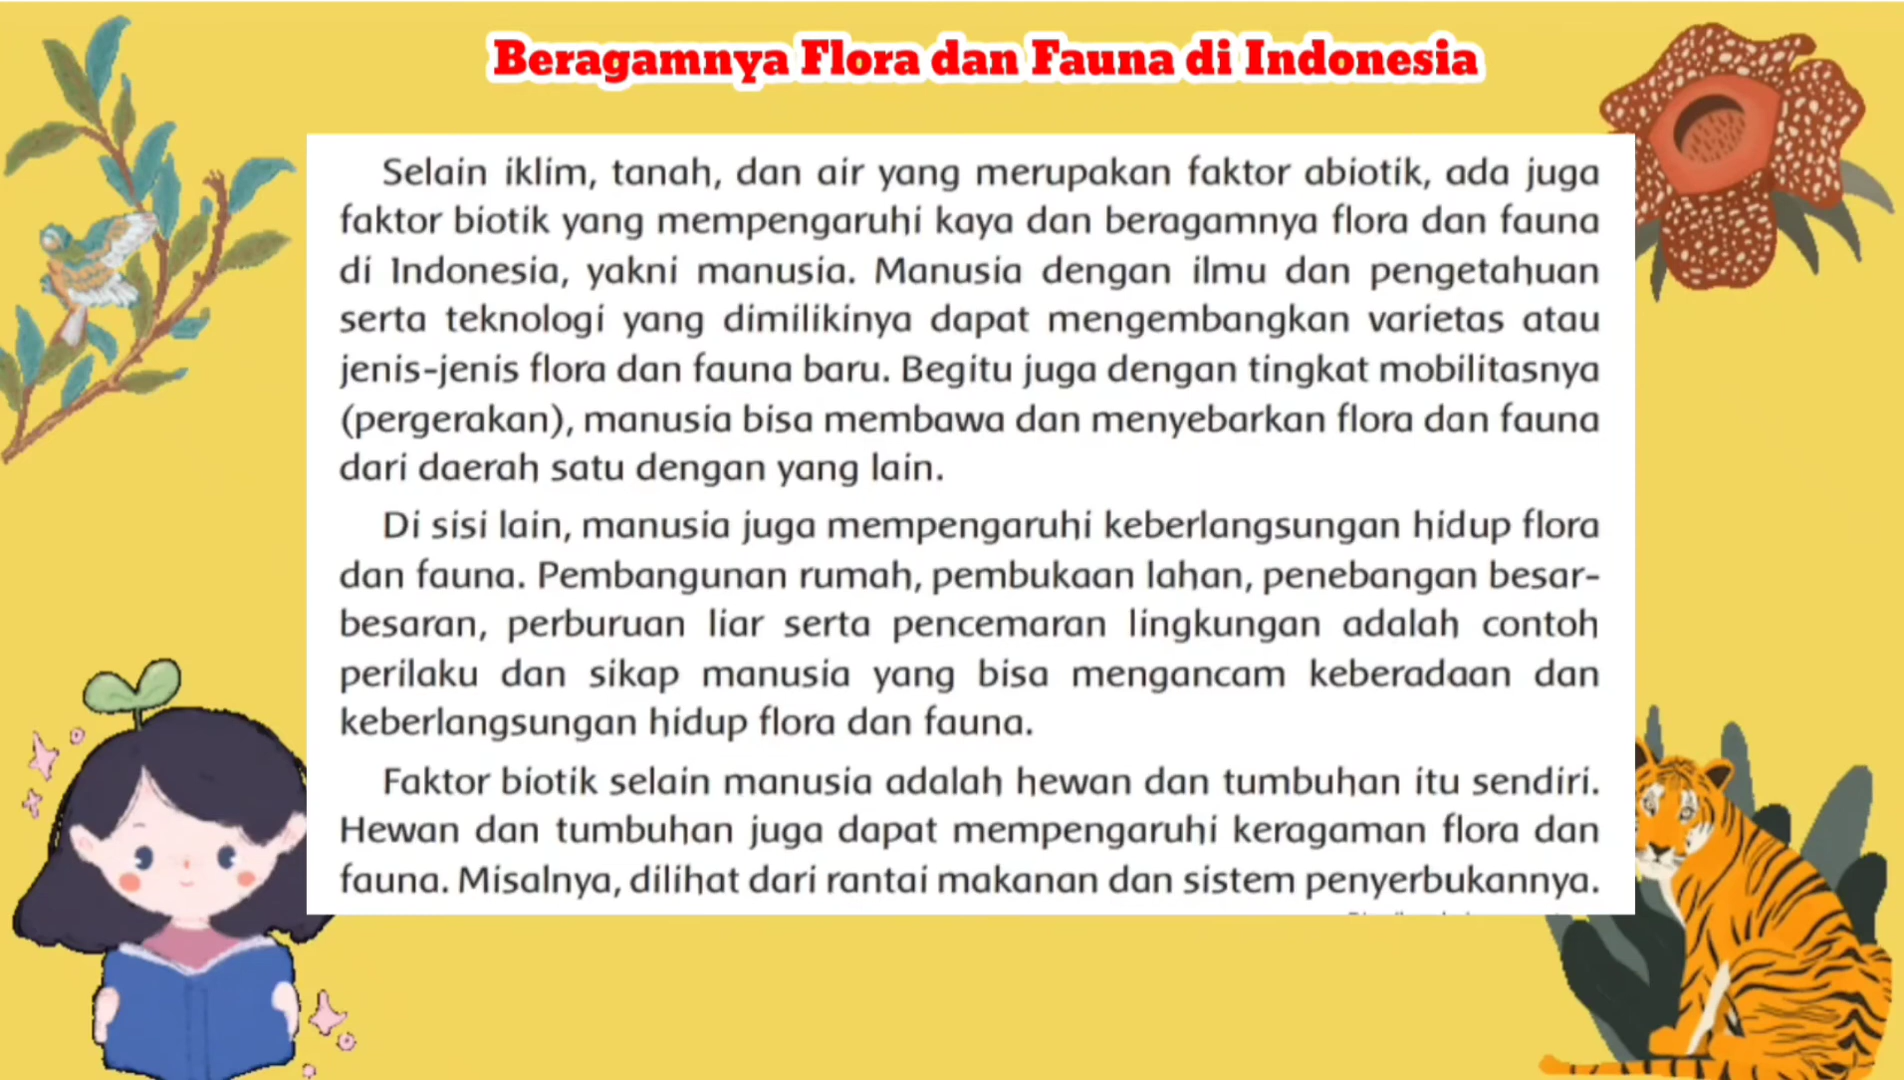 Beragamnya Flora dan Fauna di Indonesia
Selain iklim, tanah, dan air yang merupakan faktor abiotik, ada juga
faktor biotik yang mempengaruhi kaya dan beragamnya flora dan fauna
di Indonesia, yakni manusia. Manusia dengan ilmu dan pengetahuan
serta teknologi yang dimilikinya dapat mengembangkan varietas atau
jenis-jenis flora dan fauna baru. Begitu juga dengan tingkat mobilitasnya
(pergerakan), manusia bisa membawa dan menyebarkan flora dan fauna
dari daerah satu dengan yang lain.
Di sisi lain, manusia juga mempengaruhi keberlangsungan hidup flora
dan fauna. Pembangunan rumah, pembukaan lahan, penebangan besar-
besaran, perburuan liar serta pencemaran lingkungan adalah contoh
perilaku dan sikap manusia yang bisa mengancam keberadaan dan
keberlangsungan hidup flora dan fauna.
Faktor biotik selain manusia adalah hewan dan tumbuhan itu sendiri.
Hewan dan tumbuhan juga dapat mempengaruhi keragaman flora dan
fauna. Misalnya, dilihat dari rantai makanan dan sistem penyerbukannya.